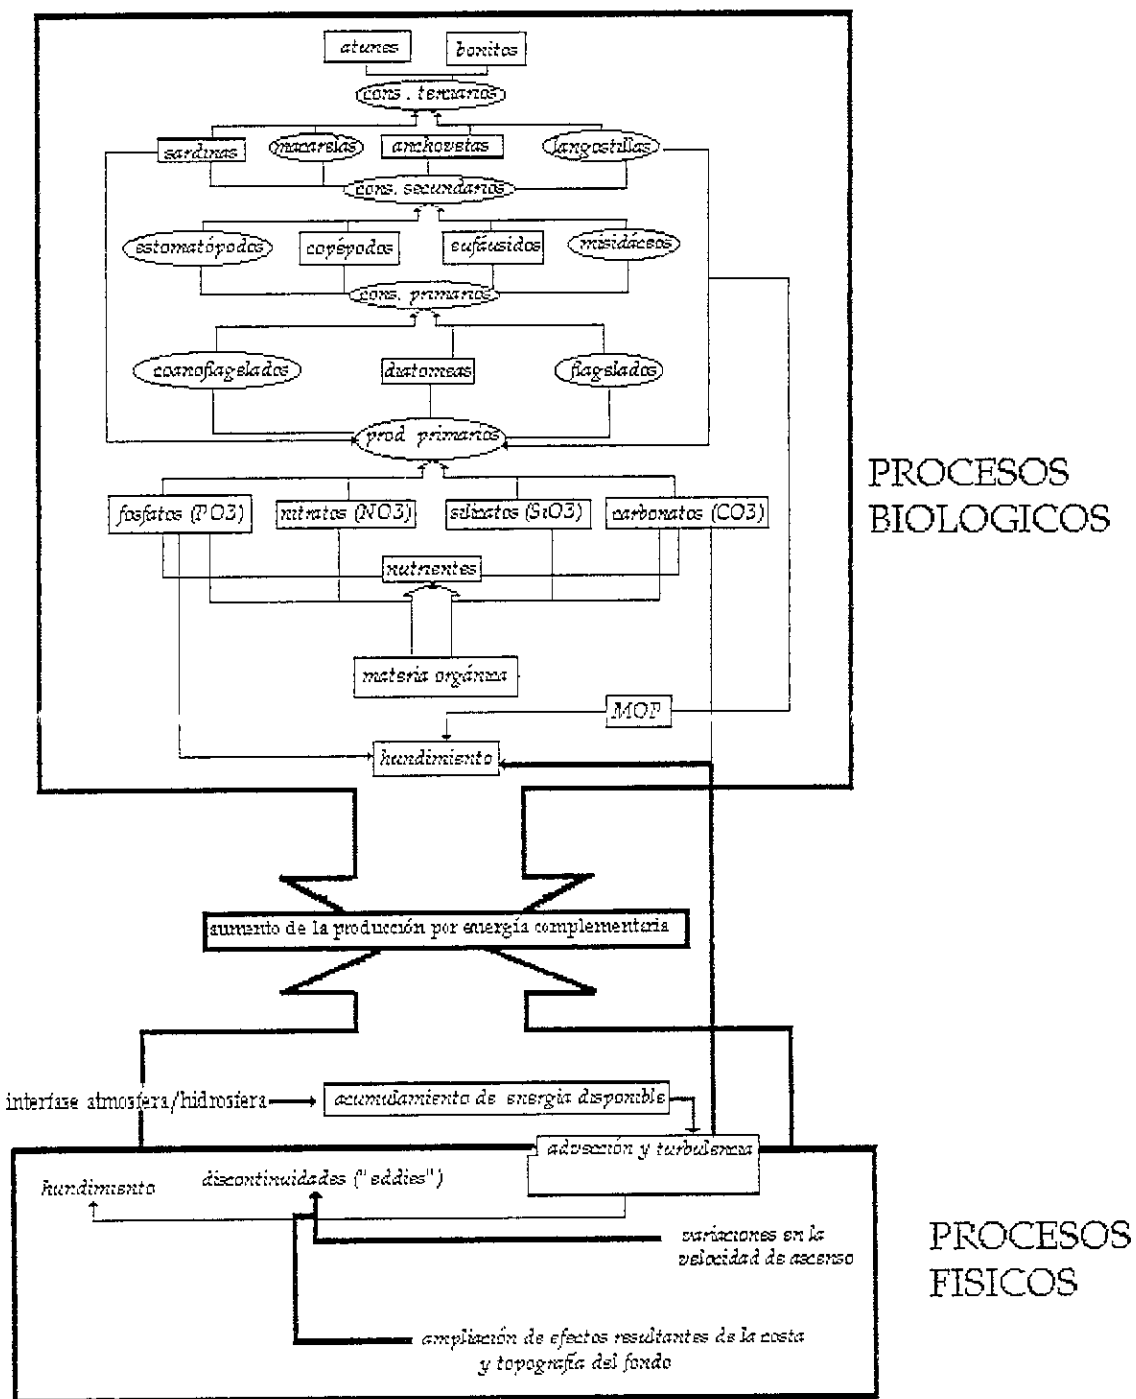 atunes
bonitos
cons. terciarios
sardinas
macarelas
anchovetas
langostillas
cons. secundarios
estomatópodos
copépodos
eufáusidos
misidáceos
cons. primarios
coanoflagelados
diatomeas
flagelados
prod. primarios
PROCESOS
BIOLOGICOS
fosfatos (PO3)
nitratos (NO3)
silicatos (SiO3)
carbonatos (CO3)
nutrientes
materia orgánica
MOP
hundimiento
aumento de la producción por energía complementaria
interfase atmosfera/hidrosfera
acumulamiento de energia disponible
advección y turbulencia
hundimiento
discontinuidades ("eddies")
variaciones en la
velocidad de ascenso
PROCESOS
FISICOS
ampliación de efectos resultantes de la costa
y topografía del fondo